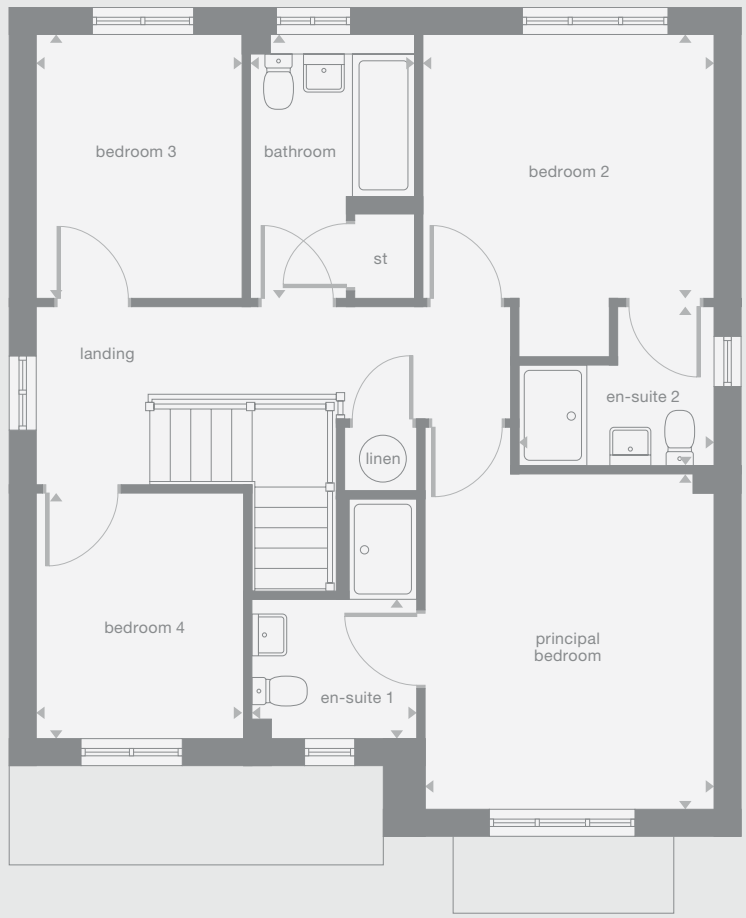 bedroom 3
bathroom
bedroom 2
st
landing
en-suite 2
linen
bedroom 4
principal
bedroom
en-suite 1